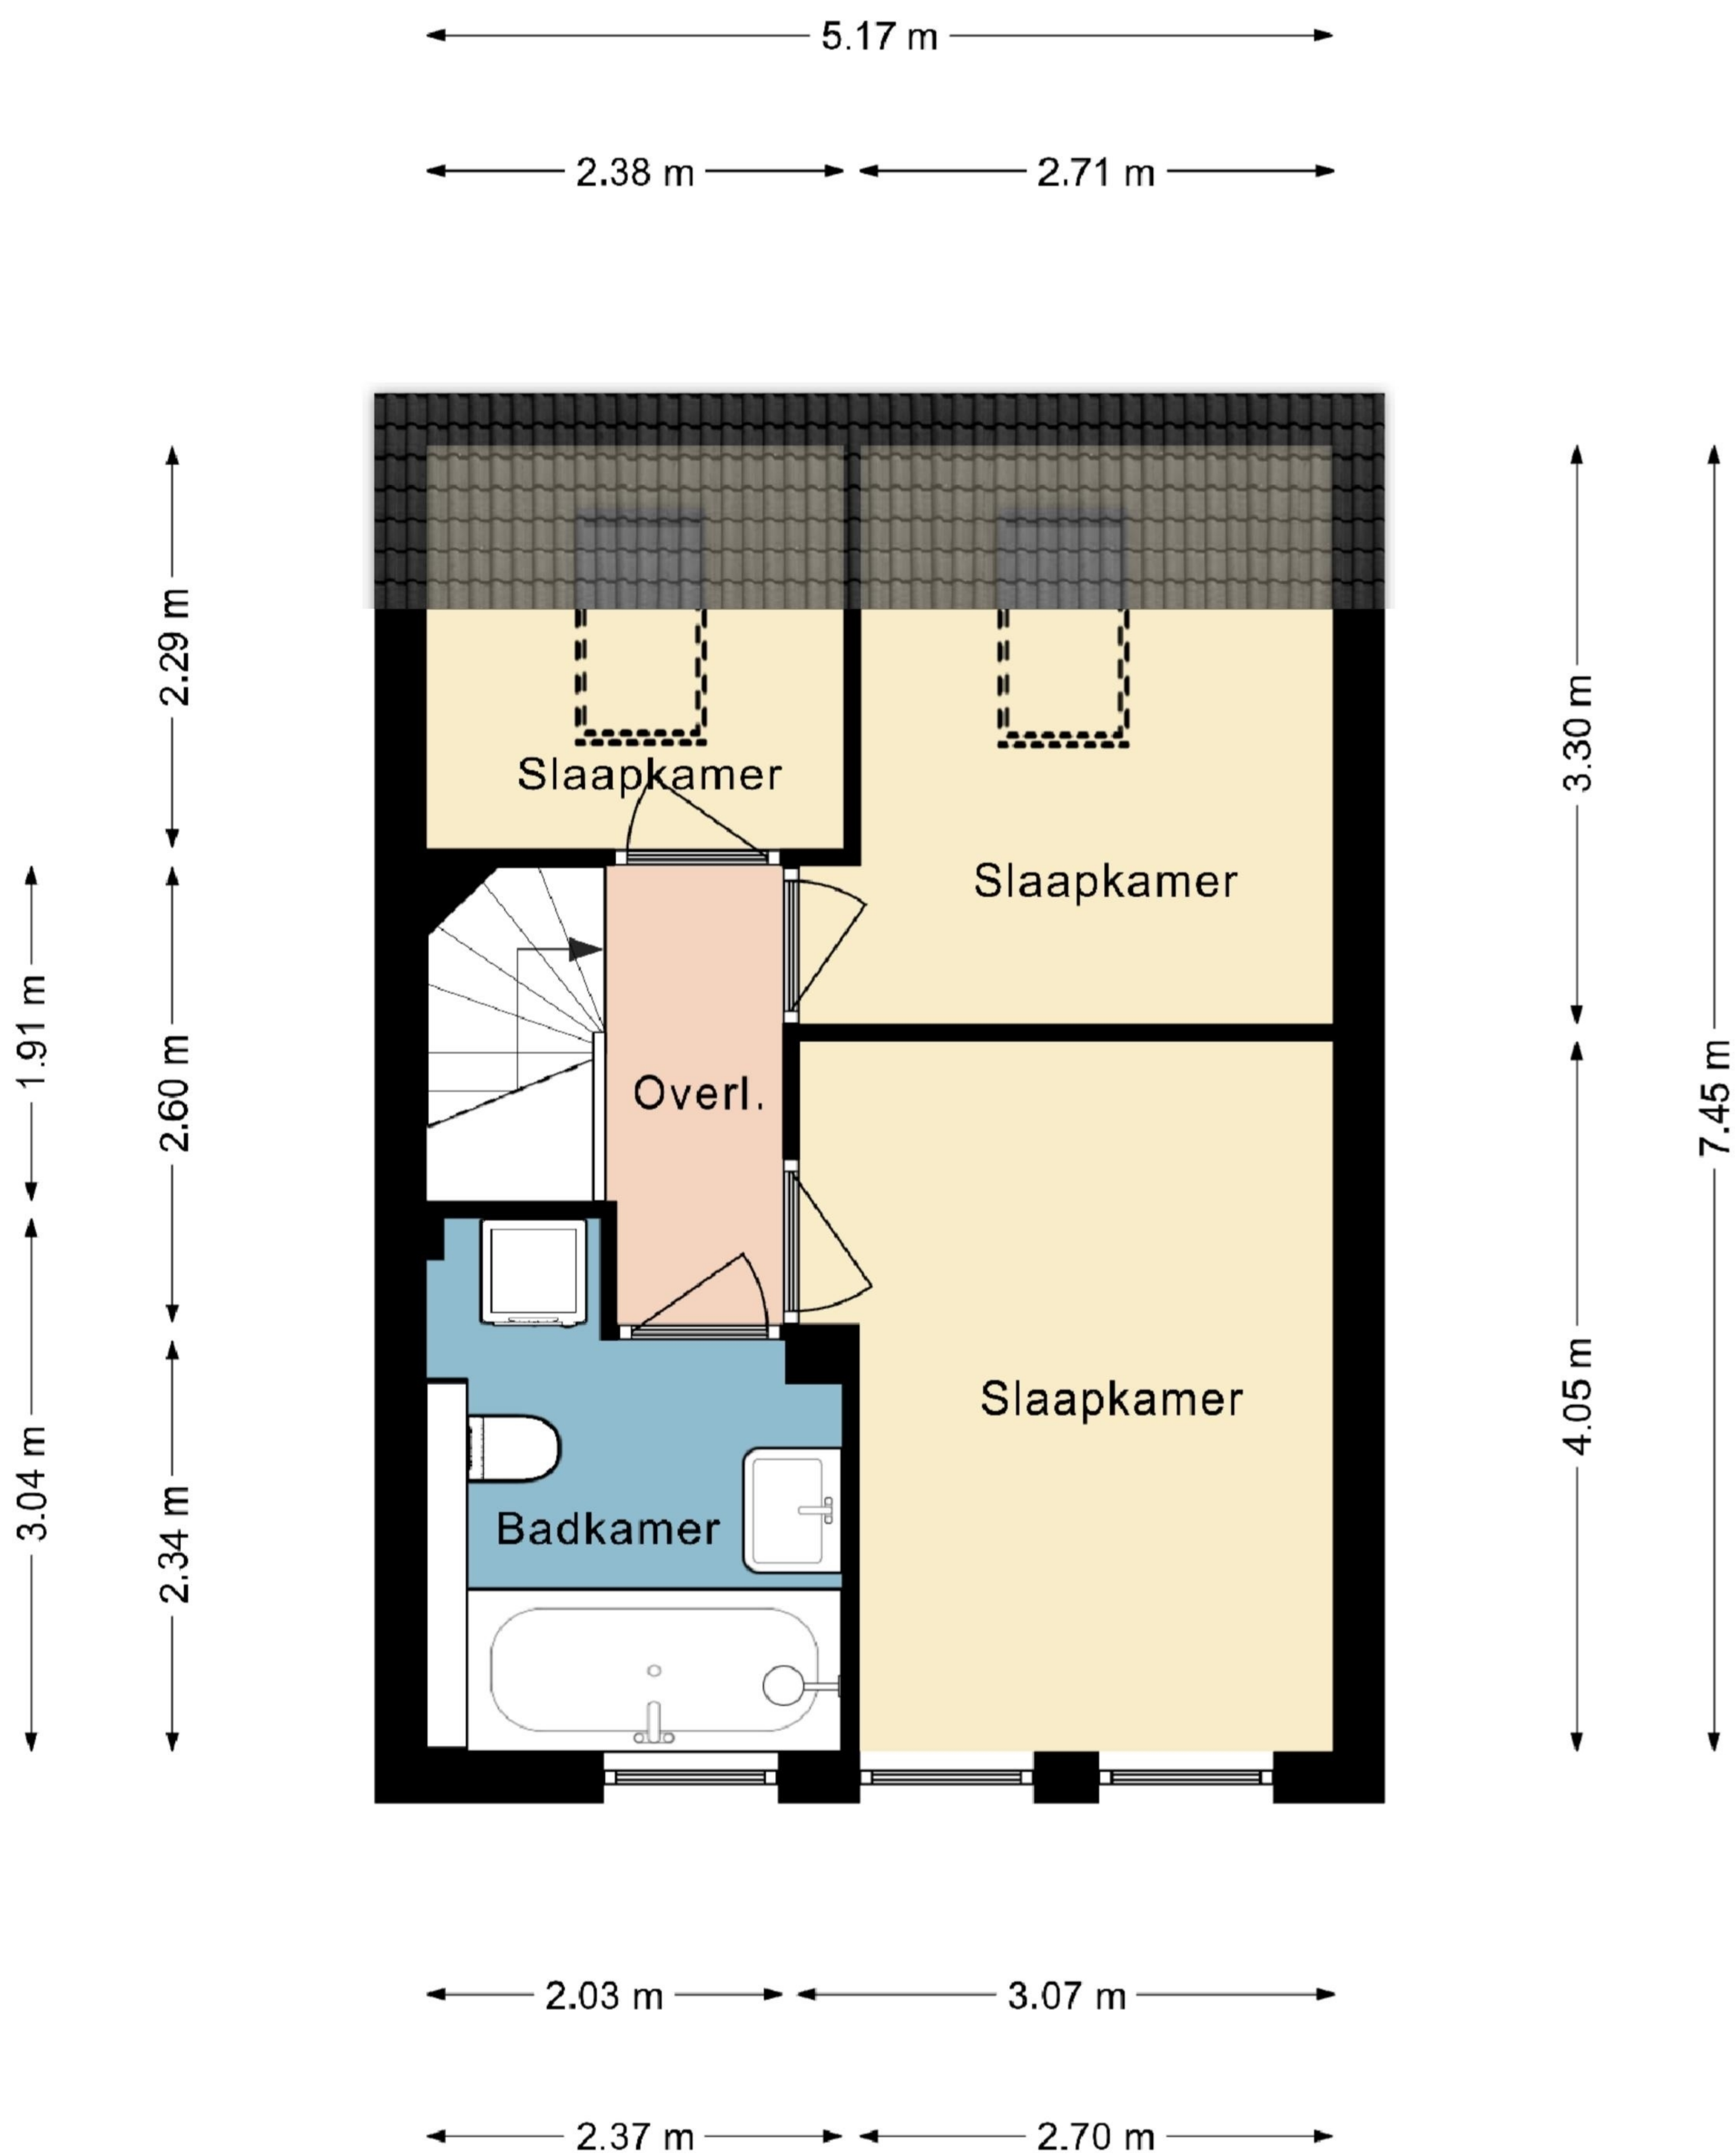 5.17 m
2.38 m
2.71 m
2.29 m
3.30 m
Slaapkamer
Slaapkamer
1.91 m
2.60 m
Overl.
7.45 m
Slaapkamer
4.05 m
3.04 m
2.34 m
Badkamer
2.03 m
3.07 m
2.37 m
2.70 m